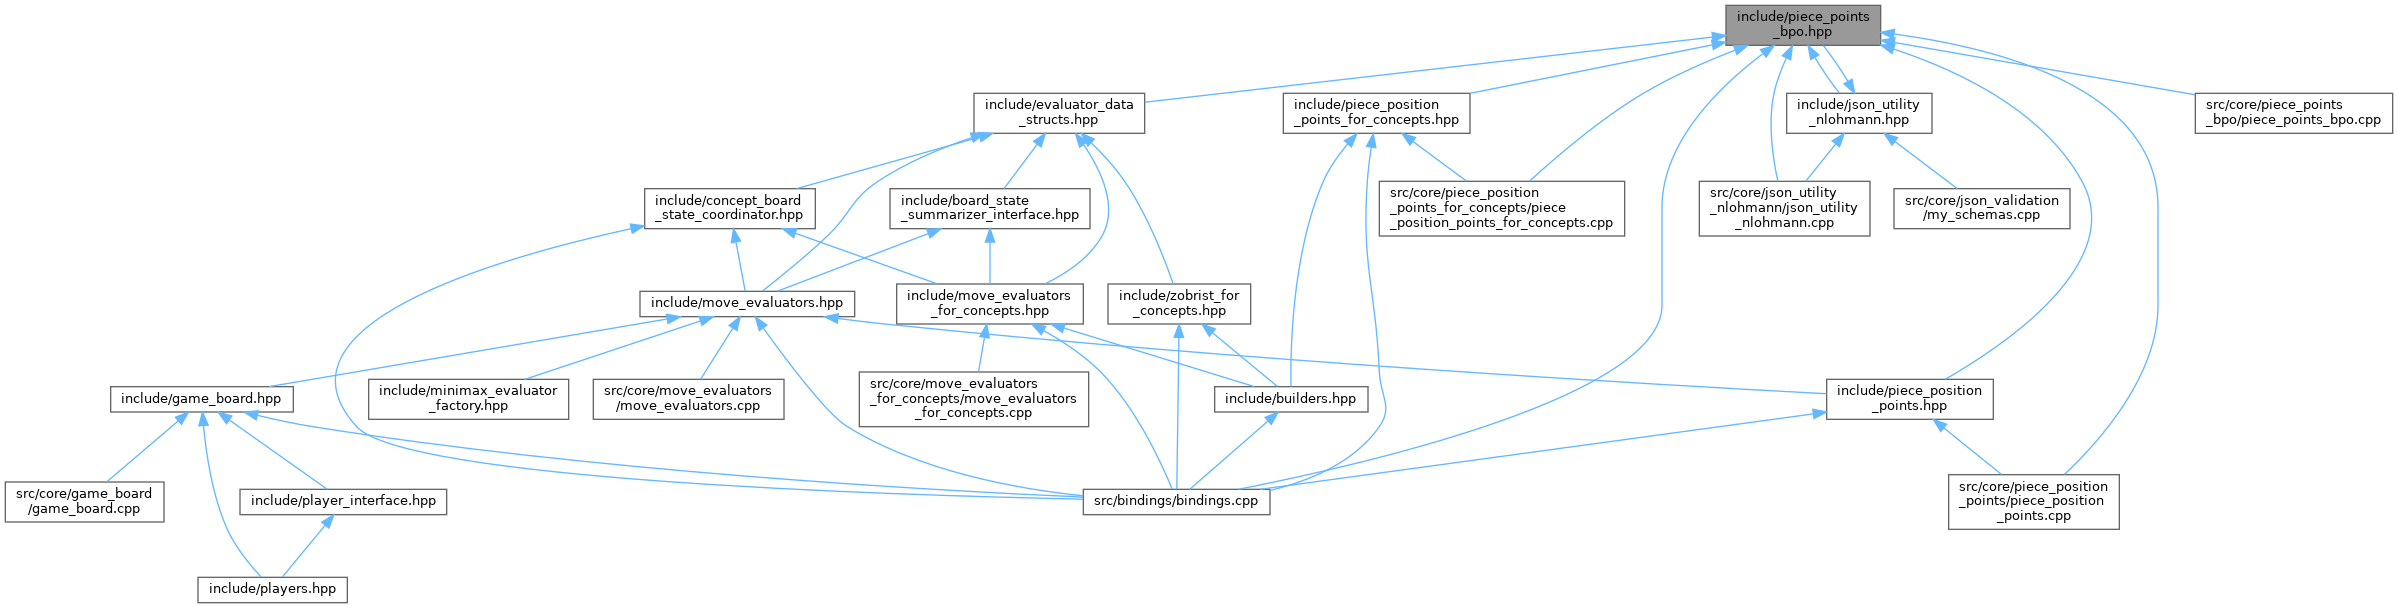 include/piece_points
_bpo.hpp
include/evaluator_data
_structs.hpp
include/piece_position
_points_for_concepts.hpp
include/json_utility
_nlohmann.hpp
src/core/piece_points
_bpo/piece_points_bpo.cpp
include/concept_board
_state_coordinator.hpp
include/board_state
_summarizer_interface.hpp
src/core/piece_position
_points_for_concepts/piece
_position_points_for_concepts.cpp
src/core/json_utility
_nlohmann/json_utility
_nlohmann.cpp
src/core/json_validation
/my_schemas.cpp
include/move_evaluators.hpp
include/move_evaluators
_for_concepts.hpp
include/zobrist_for
_concepts.hpp
include/game_board.hpp
include/minimax_evaluator
_factory.hpp
src/core/move_evaluators
/move_evaluators.cpp
src/core/move_evaluators
_for_concepts/move_evaluators
_for_concepts.cpp
include/builders.hpp
include/piece_position
_points.hpp
src/core/game_board
/game_board.cpp
include/player_interface.hpp
src/bindings/bindings.cpp
src/core/piece_position
_points/piece_position
_points.cpp
include/players.hpp